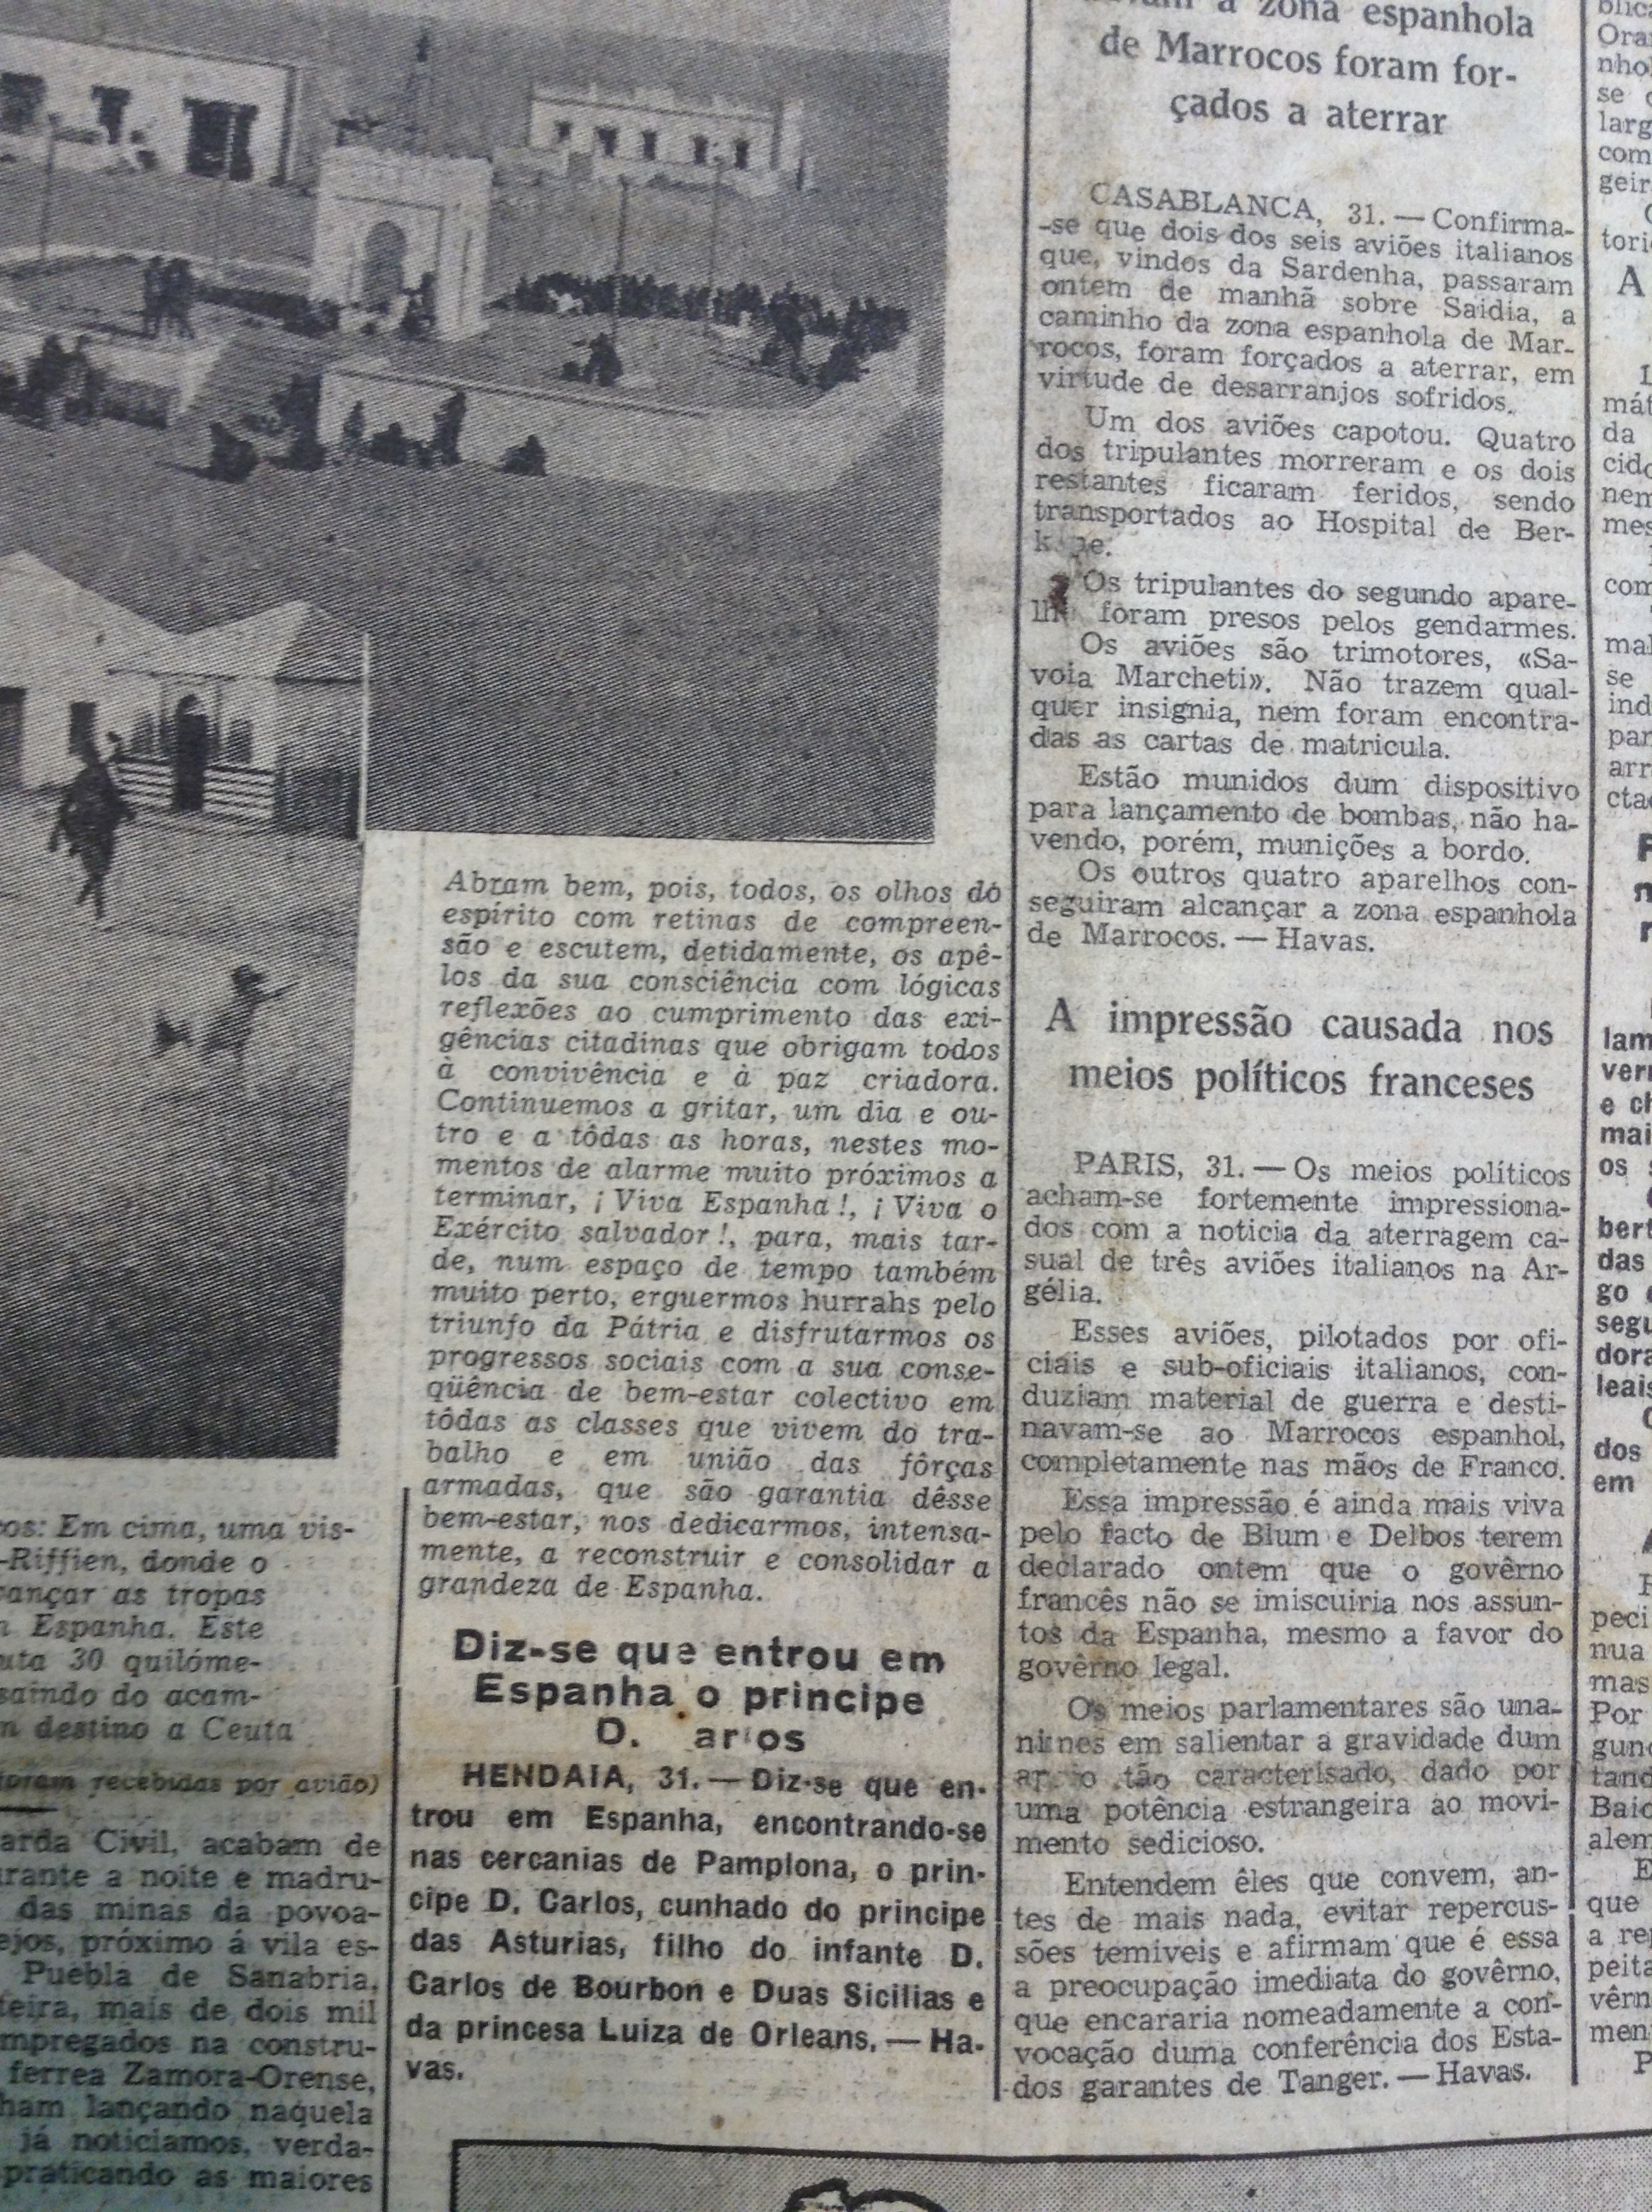 os: Em cima, uma vis-
-Riffien, donde o
ançar as tropas
Espanha. Este
uta 30 quilóme-
saindo do acam-
destino a Ceuta
foram recebidas por avião)
arda Civil, acabam de
rante a noite e madru-
das minas da povoa-
ejos, próximo á vila es-
Puebla de Sanabria,
teira, mais de dois mil
mpregados na constru-
ferrea Zamora-Orense,
ham lançando naquela
já noticiamos, verda-
praticando as maiores
Abram bem, pois, todos, os olhos do
espírito com retinas de compreen-
são e escutem, detidamente, os apê-
los da sua consciência com lógicas
reflexões ao cumprimento das exi-
gências citadinas que obrigam todos
à convivência e à paz criadora.
Continuemos a gritar, um dia e ou-
tro e a tôdas as horas, nestes mo-
mentos de alarme muito próximos a
terminar, ¡Viva Espanha!, ¡Viva o
Exército salvador!, para, mais tar-
de, num espaço de tempo também
muito perto, erguermos hurrahs pelo
triunfo da Pátria e disfrutarmos os
progressos sociais com a sua conse-
qüência de bem-estar colectivo em
tôdas as classes que vivem do tra-
balho e em união das fôrças
armadas, que são garantia dêsse
bem-estar, nos dedicarmos, intensa-
mente, a reconstruir e consolidar a
grandeza de Espanha.
Diz-se que entrou em
Espanha o principe
D. arlos
HENDAIA, 31.—Diz-se que en-
trou em Espanha, encontrando-se
nas cercanias de Pamplona, o prin-
cipe D. Carlos, cunhado do principe
das Asturias, filho do infante D.
Carlos de Bourbon e Duas Sicilias e
da princesa Luiza de Orleans.—Ha-
vas.
a zona espanhola
de Marrocos foram for-
çados a aterrar
CASABLANCA, 31.—Confirma-
-se que dois dos seis aviões italianos
que, vindos da Sardenha, passaram
ontem de manhã sobre Saidia, a
caminho da zona espanhola de Mar-
rocos, foram forçados a aterrar, em
virtude de desarranjos sofridos.
Um dos aviões capotou. Quatro
dos tripulantes morreram e os dois
restantes ficaram feridos, sendo
transportados ao Hospital de Ber-
Os tripulantes do segundo apare-
lho foram presos pelos gendarmes.
Os aviões são trimotores, «Sa-
voia Marcheti». Não trazem qual-
quer insignia, nem foram encontra-
das as cartas de matricula.
Estão munidos dum dispositivo
para lançamento de bombas, não ha-
vendo, porém, munições a bordo.
Os outros quatro aparelhos con-
seguiram alcançar a zona espanhola
de Marrocos.—Havas.
A impressão causada nos
meios políticos franceses
PARIS, 31.—Os meios políticos
acham-se fortemente impressiona-
dos com a noticia da aterragem ca-
sual de três aviões italianos na Ar-
gélia.
Esses aviões, pilotados por ofi-
ciais e sub-oficiais italianos, con-
duziam material de guerra e desti-
navam-se ao Marrocos espanhol,
completamente nas mãos de Franco.
Essa impressão é ainda mais viva
pelo facto de Blum e Delbos terem
declarado ontem que o govêrno
francês não se imiscuiria nos assun-
tos da Espanha, mesmo a favor do
govêrno legal.
Os meios parlamentares são una-
nimes em salientar a gravidade dum
tão caracterisado, dado por
uma potência estrangeira ao movi-
mento sedicioso.
Entendem êles que convem, an-
tes de mais nada, evitar repercus-
sões temiveis e afirmam que é essa
a preocupação imediata do govêrno,
que encararia nomeadamente a con-
vocação duma conferência dos Esta-
dos garantes de Tanger.—Havas.